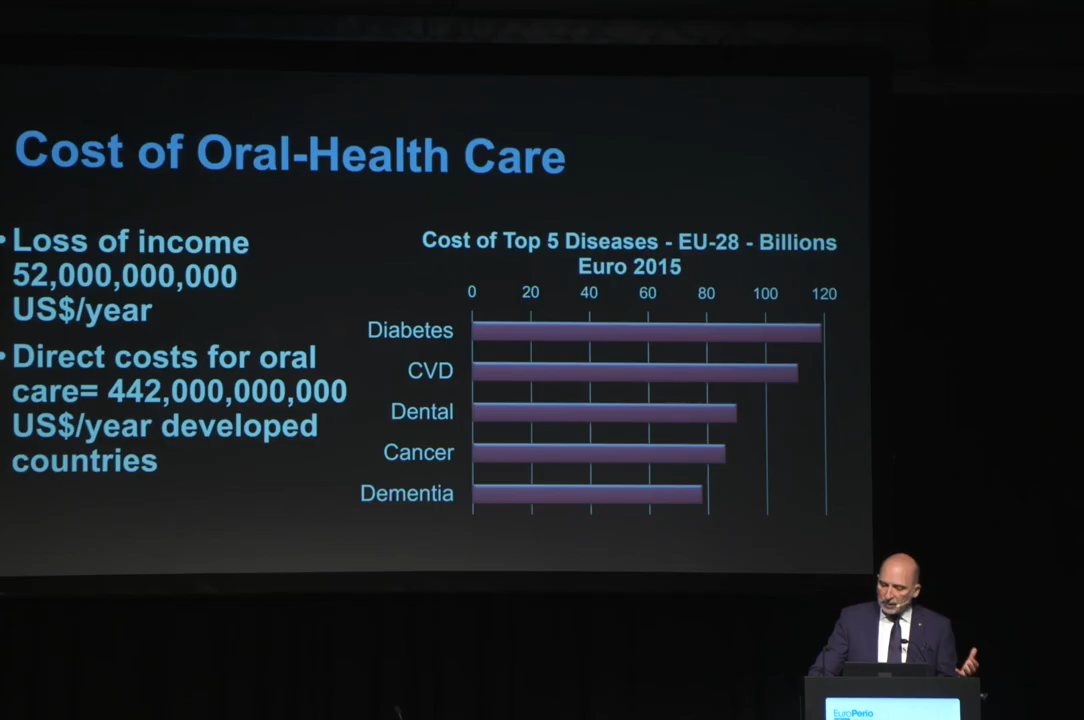 Cost of Oral-Health Care
• Loss of income
52,000,000,000
US$/year
• Direct costs for oral
care= 442,000,000,000
US$/year developed
countries
Cost of Top 5 Diseases - EU-28 - Billions
Euro 2015
0 20 40 60 80 100 120
Diabetes
CVD
Dental
Cancer
Dementia
EuroPerio